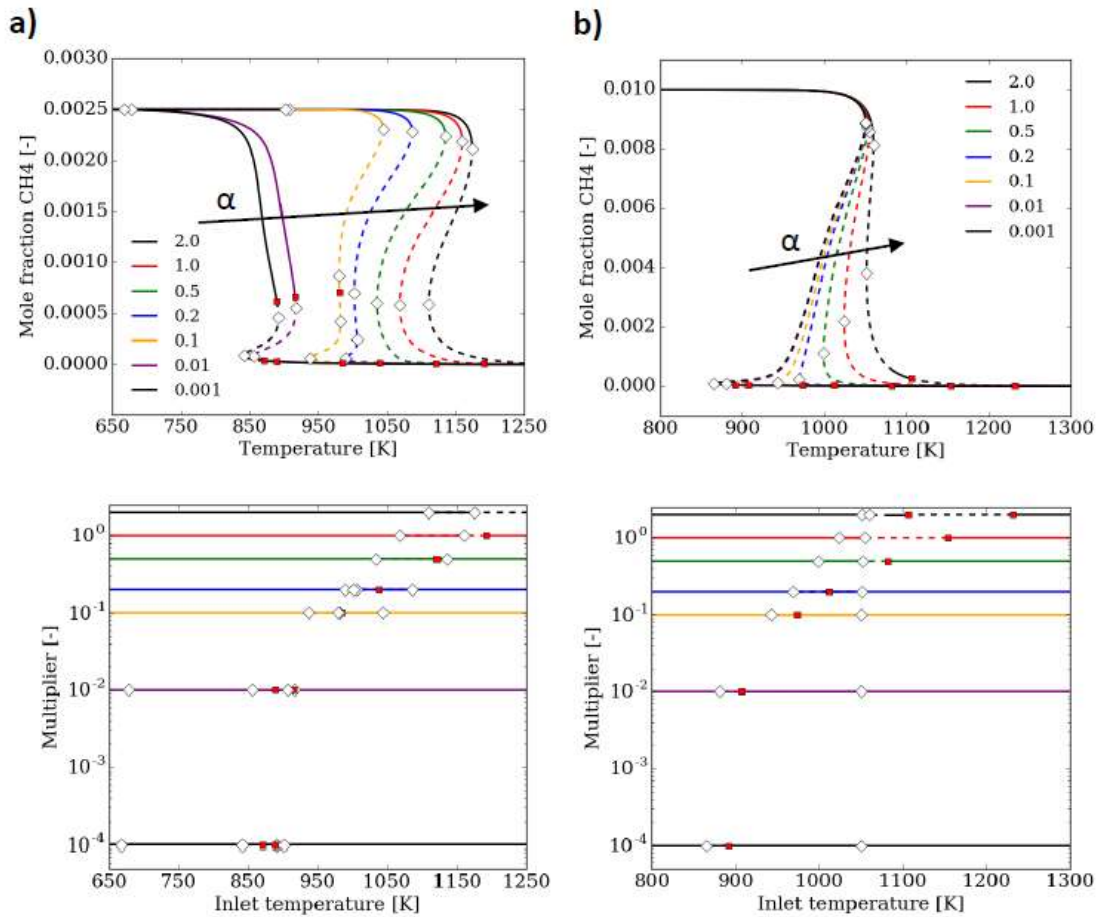 a)
b)
0.0030
0.0025
0.0020
0.0015
0.0010
0.0005
0.0000
Mole fraction CH4 [-]
α
2.0
1.0
0.5
0.2
0.1
0.01
0.001
650 750 850 950 1050 1150 1250
Temperature [K]
0.010
0.008
0.006
0.004
0.002
0.000
Mole fraction CH4 [-]
α
2.0
1.0
0.5
0.2
0.1
0.01
0.001
800 900 1000 1100 1200 1300
Temperature [K]
10⁰
10⁻¹
10⁻²
10⁻³
10⁻⁴
Multiplier [-]
650 750 850 950 1050 1150 1250
Inlet temperature [K]
10⁰
10⁻¹
10⁻²
10⁻³
10⁻⁴
Multiplier [-]
800 900 1000 1100 1200 1300
Inlet temperature [K]